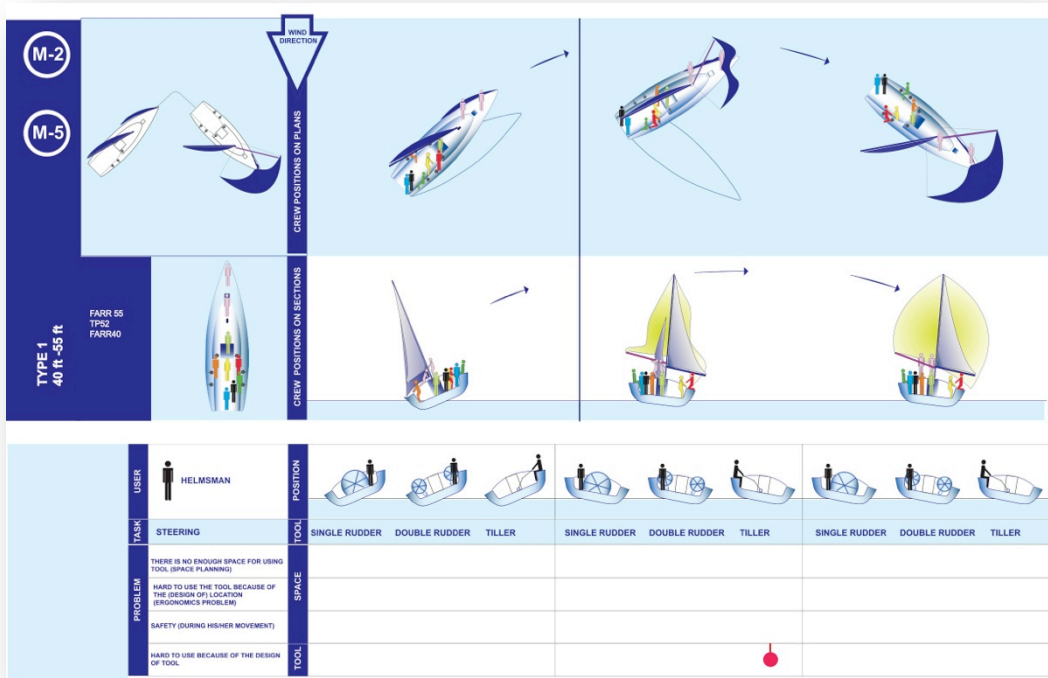 M-2
M-5
WIND
DIRECTION
CREW POSITIONS ON PLANS
TYPE 1
40 ft -55 ft
FARR 55
TP52
FARR40
CREW POSITIONS ON SECTIONS
USER
HELMSMAN
POSITION
TASK
STEERING
TOOL
SINGLE RUDDER
DOUBLE RUDDER
TILLER
SINGLE RUDDER
DOUBLE RUDDER
TILLER
SINGLE RUDDER
DOUBLE RUDDER
TILLER
PROBLEM
THERE IS NO ENOUGH SPACE FOR USING
TOOL (SPACE PLANNING)
HARD TO USE THE TOOL BECAUSE OF
THE (DESIGN OF) LOCATION
(ERGONOMICS PROBLEM)
SPACE
SAFETY (DURING HIS/HER MOVEMENT)
HARD TO USE BECAUSE OF THE DESIGN
OF TOOL
TOOL